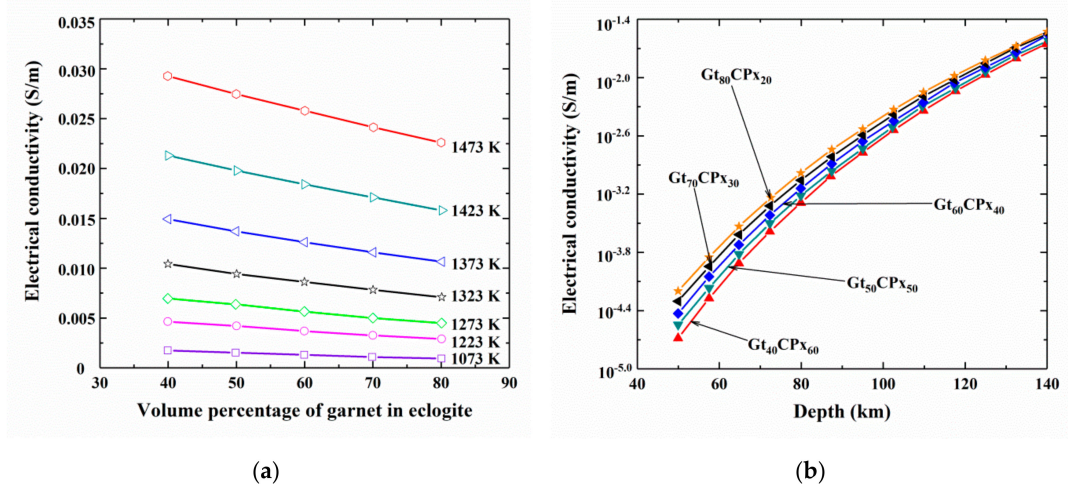 0.035
0.030
0.025
0.020
0.015
0.010
0.005
0
Electrical conductivity (S/m)
1473 K
1423 K
1373 K
1323 K
1273 K
1223 K
1073 K
30 40 50 60 70 80 90
Volume percentage of garnet in eclogite
(a)
10^-1.4
10^-2.0
10^-2.6
10^-3.2
10^-3.8
10^-4.4
10^-5.0
Electrical conductivity (S/m)
Gt80CPx20
Gt70CPx30
Gt60CPx40
Gt50CPx50
Gt40CPx60
40 60 80 100 120 140
Depth (km)
(b)